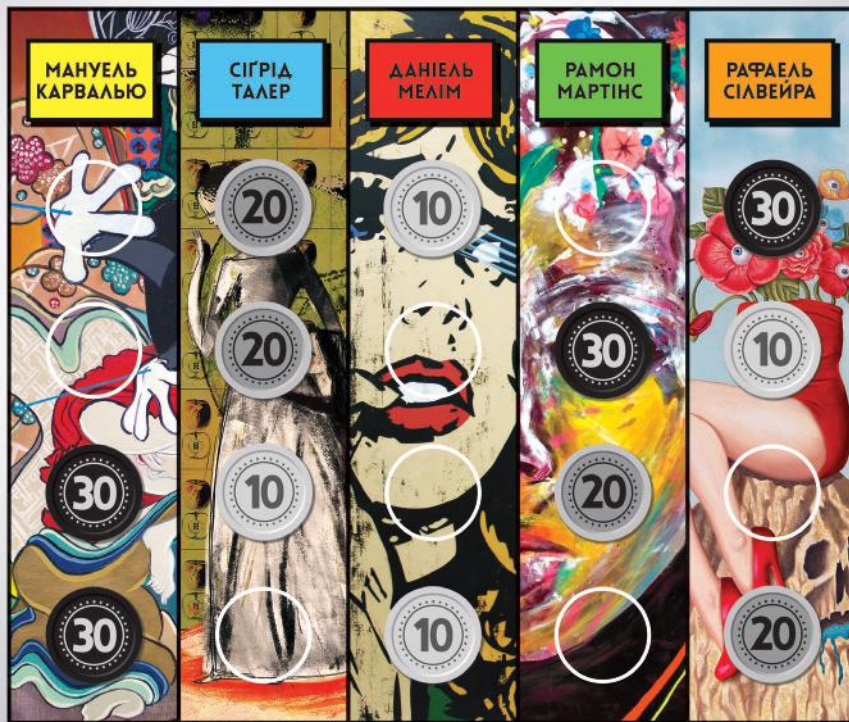 МАНУЕЛЬ
КАРВАЛЬЮ
СІҐРІД
ТАЛЕР
ДАНІЕЛЬ
МЕЛІМ
РАМОН
МАРТІНС
РАФАЕЛЬ
СІЛВЕЙРА
20
10
30
20
30
10
30
10
20
30
10
20